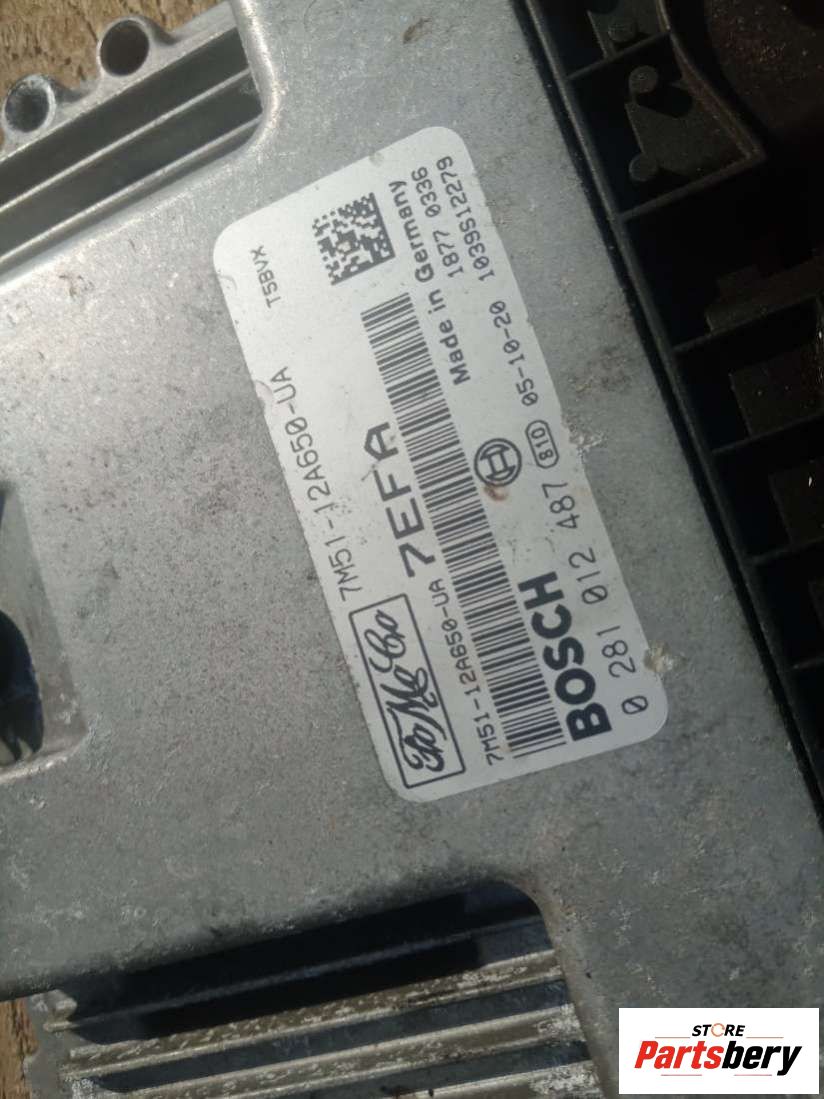 7M51-12A650-UA TSBVX
FoMoCo 7EFA
7M51-12A650-UA
Made in Germany
1877 0336
BOSCH
0 281 012 487 810 05-10-20 1039S12279
STORE
Partsbery